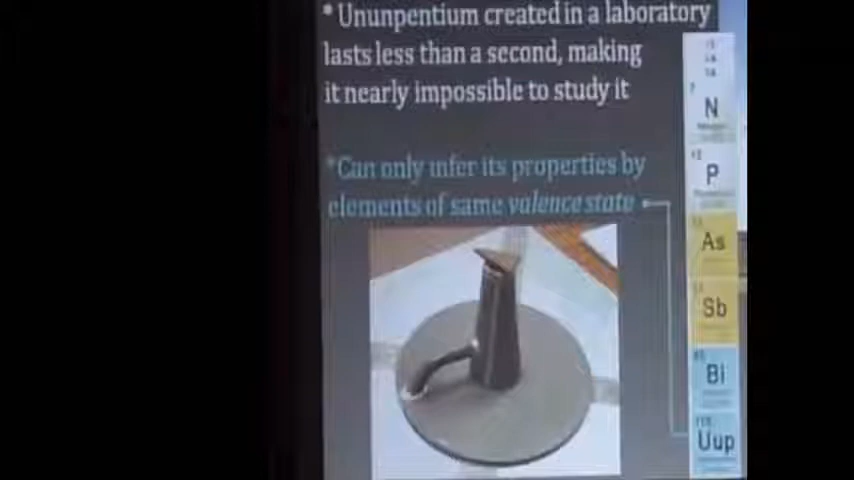 * Ununpentium created in a laboratory
lasts less than a second, making
it nearly impossible to study it
*Can only infer its properties by
elements of same valence state
N
P
As
Sb
Bi
Uup